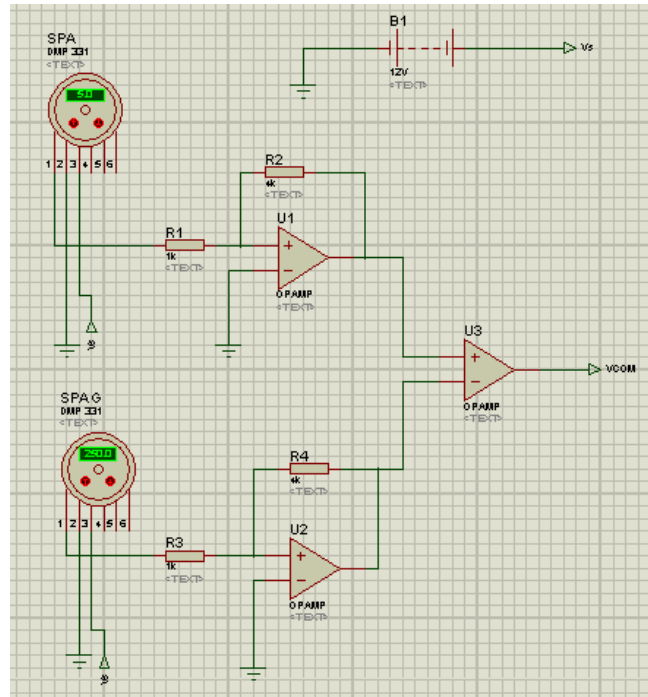 SPA
DMP 331
<TEXT>
5.0
1 2 3 4 5 6
B1
12V
<TEXT>
Vs
R2
4k
<TEXT>
U1
R1
1k
<TEXT>
+
−
OPAMP
<TEXT>
U3
+
−
OPAMP
<TEXT>
VCOM
SPAG
DMP 331
<TEXT>
250.0
1 2 3 4 5 6
R4
4k
<TEXT>
U2
R3
1k
<TEXT>
+
−
OPAMP
<TEXT>